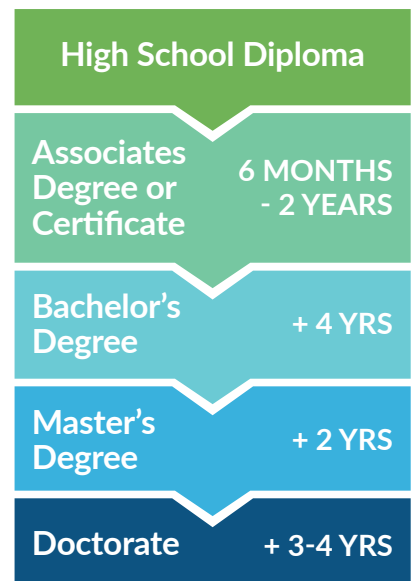 High School Diploma
Associates
Degree or
Certificate
6 MONTHS
- 2 YEARS
Bachelor's
Degree
+ 4 YRS
Master's
Degree
+ 2 YRS
Doctorate
+ 3-4 YRS